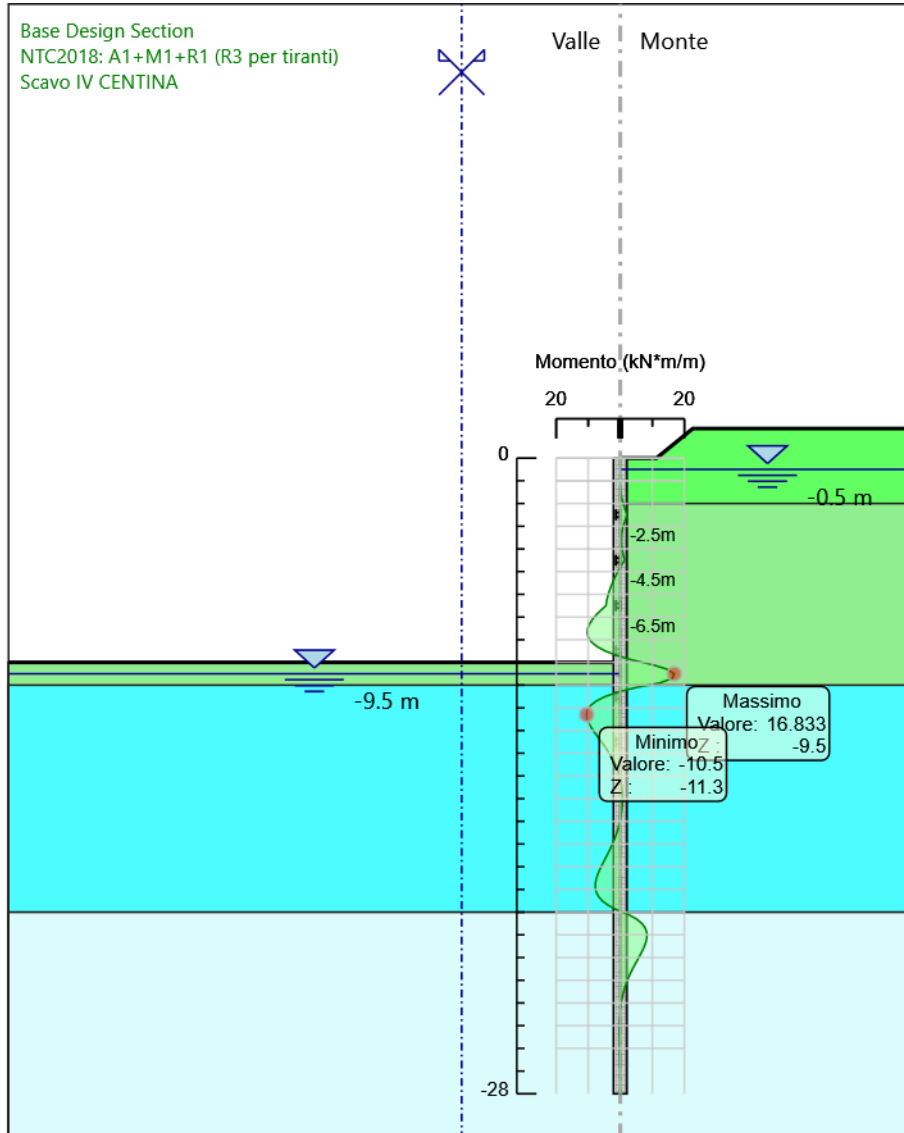 Base Design Section
NTC2018: A1+M1+R1 (R3 per tiranti)
Scavo IV CENTINA
Valle
Monte
Momento (kN*m/m)
20
20
0
-0.5 m
-2.5m
-4.5m
-6.5m
-9.5 m
Massimo
Valore: 16.833
Z : -9.5
Minimo
Valore: -10.5
Z : -11.3
-28